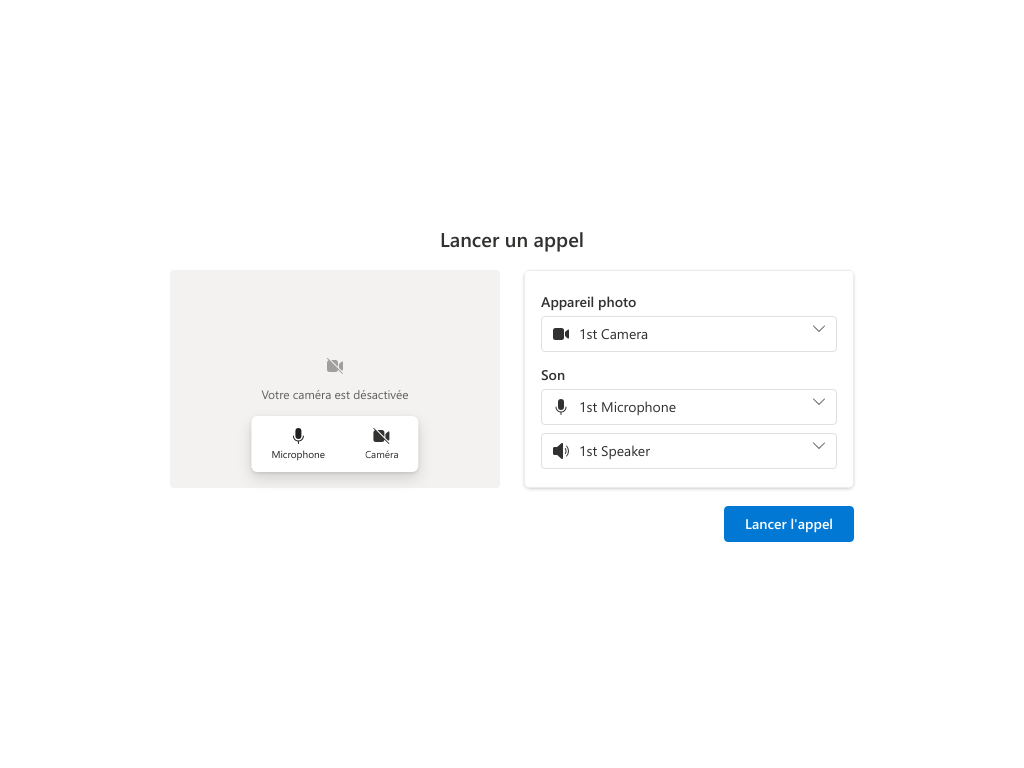 Lancer un appel
Votre caméra est désactivée
Microphone
Caméra
Appareil photo
1st Camera
Son
1st Microphone
1st Speaker
Lancer l'appel